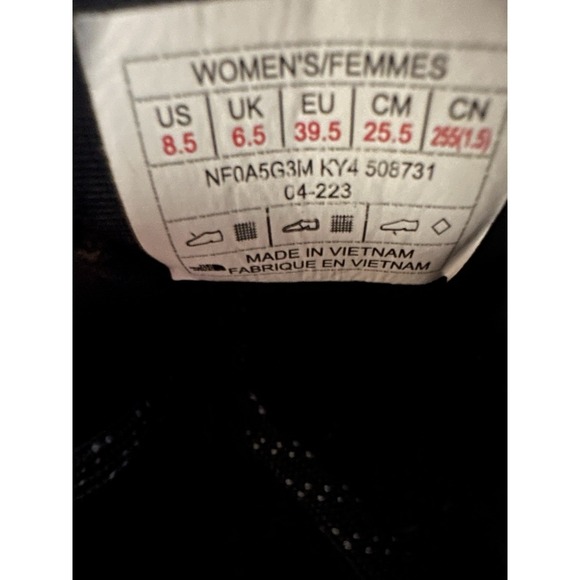 WOMEN'S/FEMMES
US UK EU CM CN
8.5 6.5 39.5 25.5 255(1.5)
NF0A5G3M KY4 508731
04-223
MADE IN VIETNAM
FABRIQUE EN VIETNAM